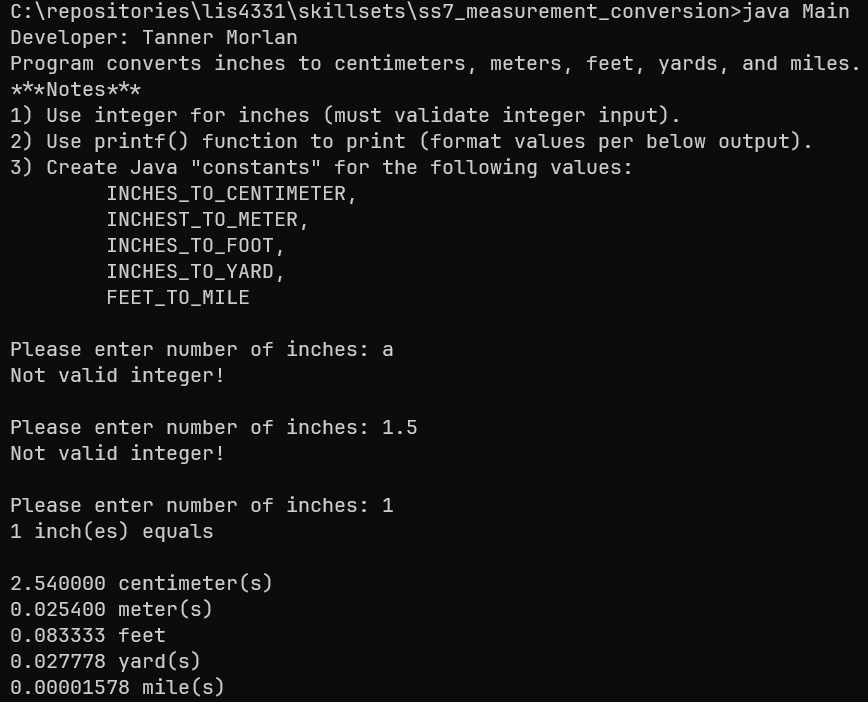 C:\repositories\lis4331\skillsets\ss7_measurement_conversion>java Main
Developer: Tanner Morlan
Program converts inches to centimeters, meters, feet, yards, and miles.
***Notes***
1) Use integer for inches (must validate integer input).
2) Use printf() function to print (format values per below output).
3) Create Java "constants" for the following values:
INCHES_TO_CENTIMETER,
INCHEST_TO_METER,
INCHES_TO_FOOT,
INCHES_TO_YARD,
FEET_TO_MILE
Please enter number of inches: a
Not valid integer!
Please enter number of inches: 1.5
Not valid integer!
Please enter number of inches: 1
1 inch(es) equals
2.540000 centimeter(s)
0.025400 meter(s)
0.083333 feet
0.027778 yard(s)
0.00001578 mile(s)